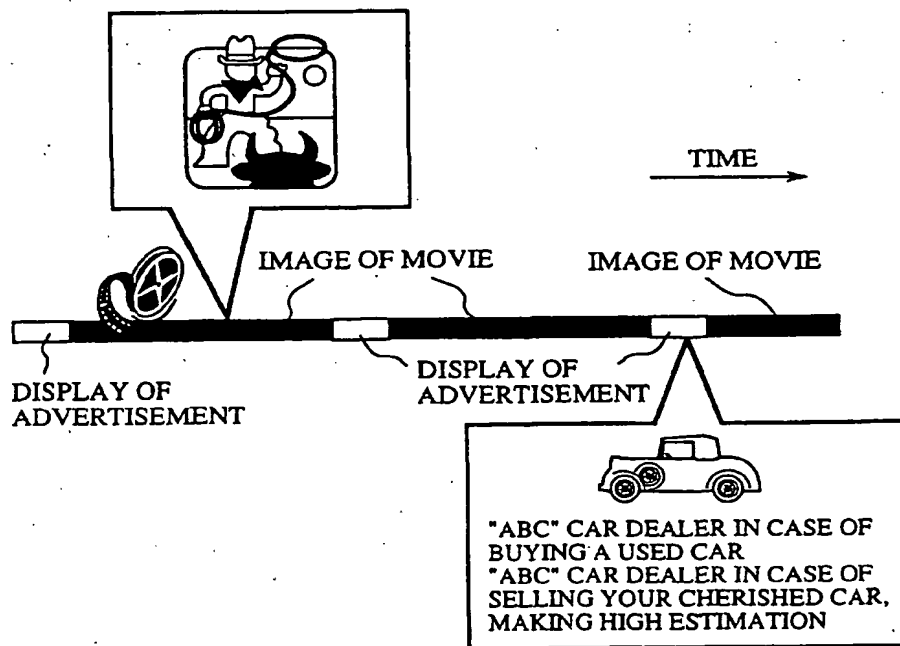 TIME
IMAGE OF MOVIE
IMAGE OF MOVIE
DISPLAY OF
ADVERTISEMENT
DISPLAY OF
ADVERTISEMENT
"ABC" CAR DEALER IN CASE OF
BUYING A USED CAR
"ABC" CAR DEALER IN CASE OF
SELLING YOUR CHERISHED CAR,
MAKING HIGH ESTIMATION